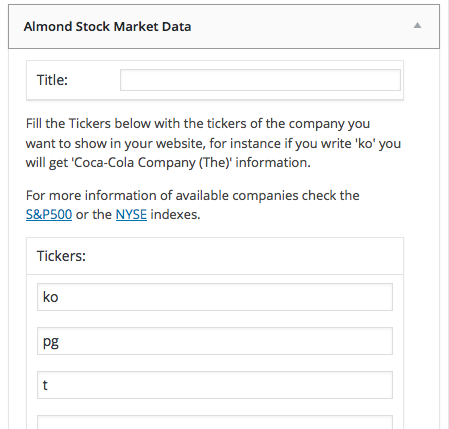 Almond Stock Market Data
Title:
Fill the Tickers below with the tickers of the company you
want to show in your website, for instance if you write 'ko' you
will get 'Coca-Cola Company (The)' information.
For more information of available companies check the
S&P500 or the NYSE indexes.
Tickers:
ko
pg
t